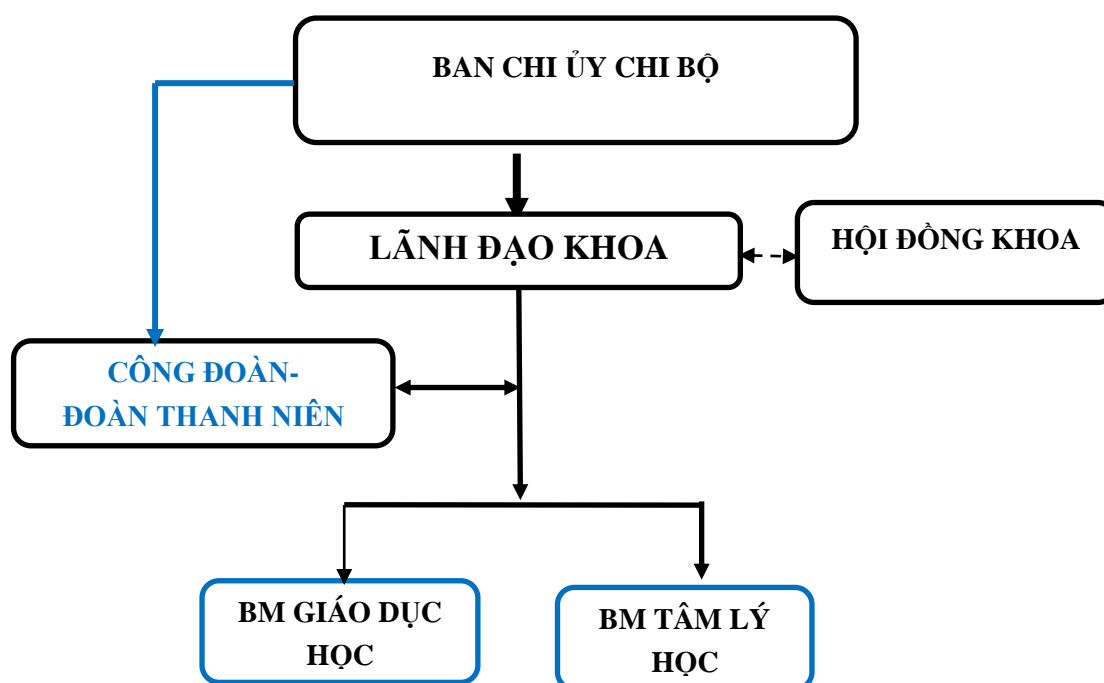 BAN CHI ỦY CHI BỘ
LÃNH ĐẠO KHOA
HỘI ĐỒNG KHOA
CÔNG ĐOÀN-
ĐOÀN THANH NIÊN
BM GIÁO DỤC
HỌC
BM TÂM LÝ
HỌC